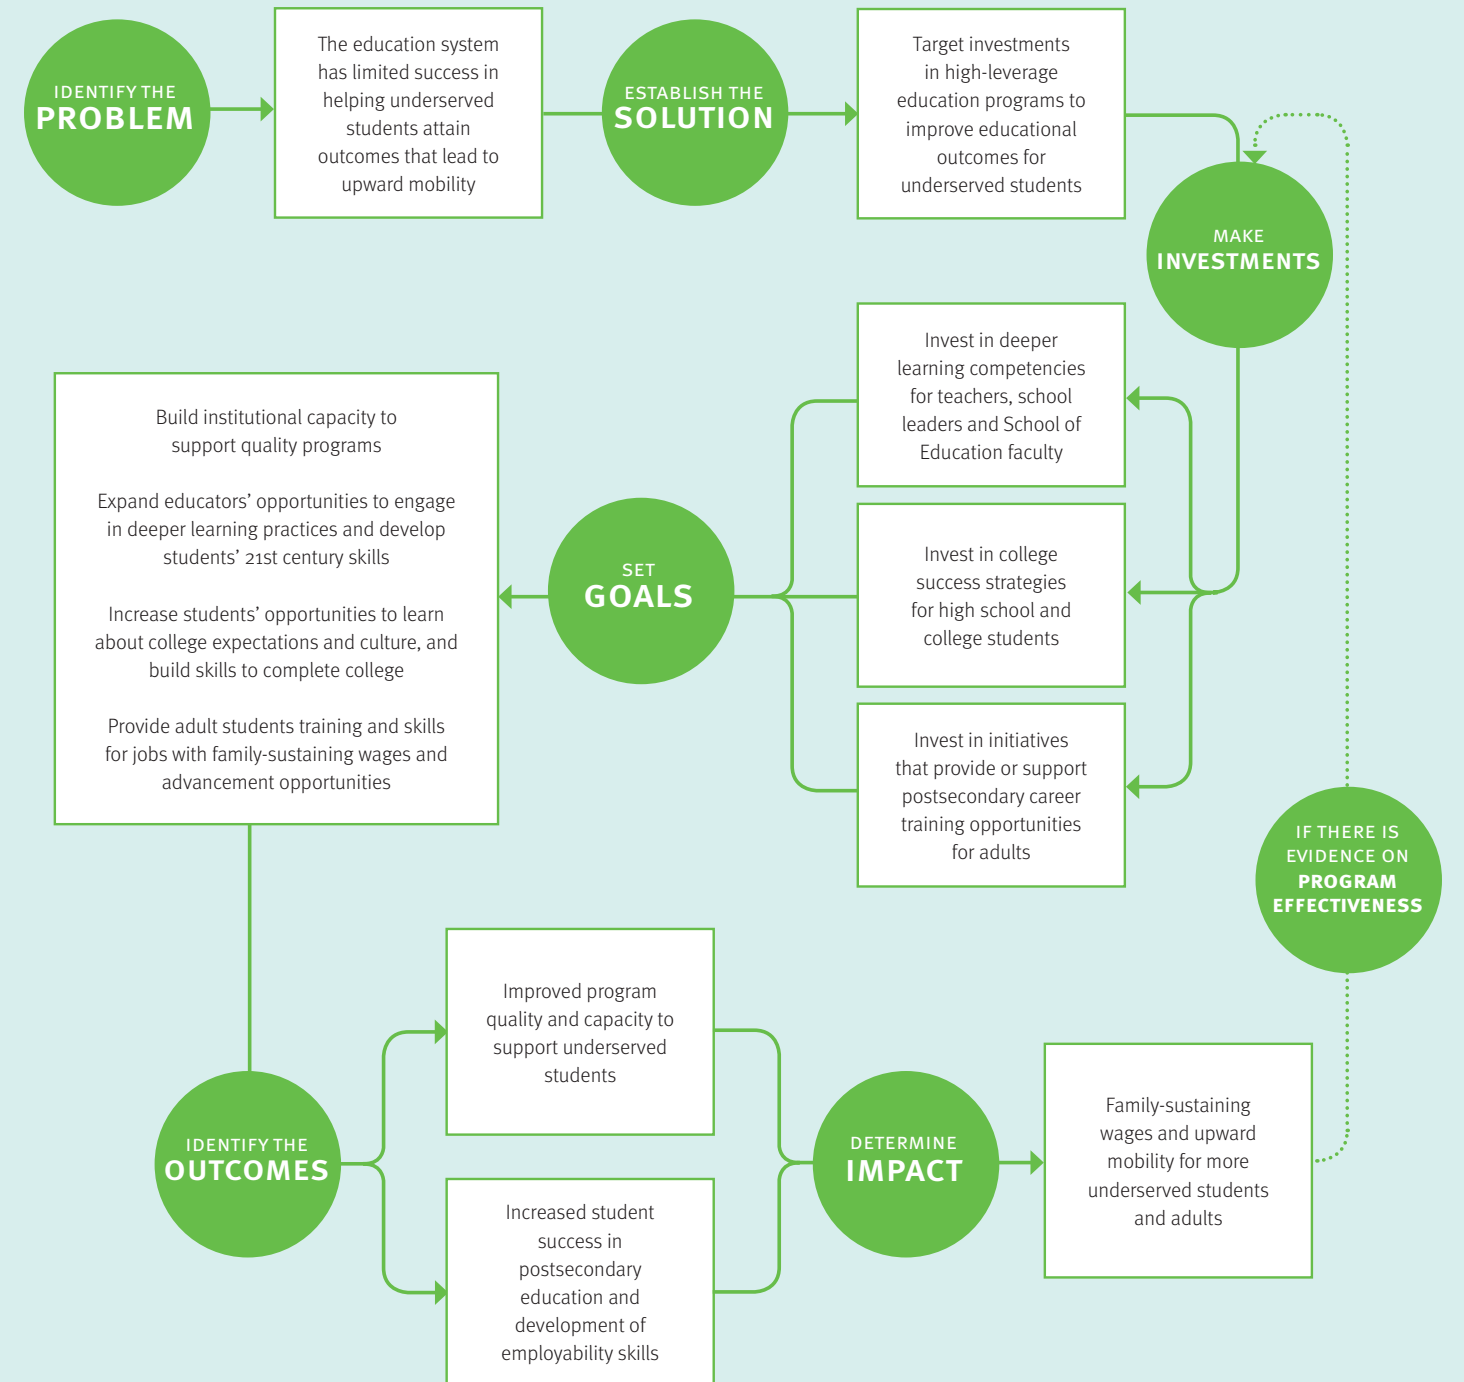 IDENTIFY THE
PROBLEM
The education system
has limited success in
helping underserved
students attain
outcomes that lead to
upward mobility
ESTABLISH THE
SOLUTION
Target investments
in high-leverage
education programs to
improve educational
outcomes for
underserved students
MAKE
INVESTMENTS
Invest in deeper
learning competencies
for teachers, school
leaders and School of
Education faculty
Invest in college
success strategies
for high school and
college students
Invest in initiatives
that provide or support
postsecondary career
training opportunities
for adults
SET
GOALS
Build institutional capacity to
support quality programs
Expand educators’ opportunities to engage
in deeper learning practices and develop
students’ 21st century skills
Increase students’ opportunities to learn
about college expectations and culture, and
build skills to complete college
Provide adult students training and skills
for jobs with family-sustaining wages and
advancement opportunities
IDENTIFY THE
OUTCOMES
Improved program
quality and capacity to
support underserved
students
Increased student
success in
postsecondary
education and
development of
employability skills
DETERMINE
IMPACT
Family-sustaining
wages and upward
mobility for more
underserved students
and adults
IF THERE IS
EVIDENCE ON
PROGRAM
EFFECTIVENESS